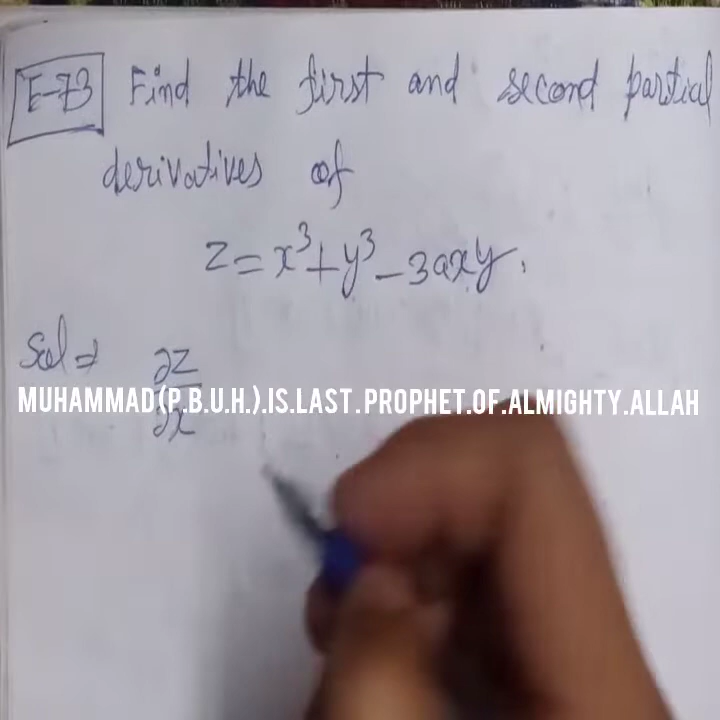 E-73 Find the first and second partial
derivatives of
z = x³ + y³ - 3axy.
Sol ⇒ ∂z
MUHAMMAD(P.B.U.H.).IS.LAST.PROPHET.OF.ALMIGHTY.ALLAH
∂x